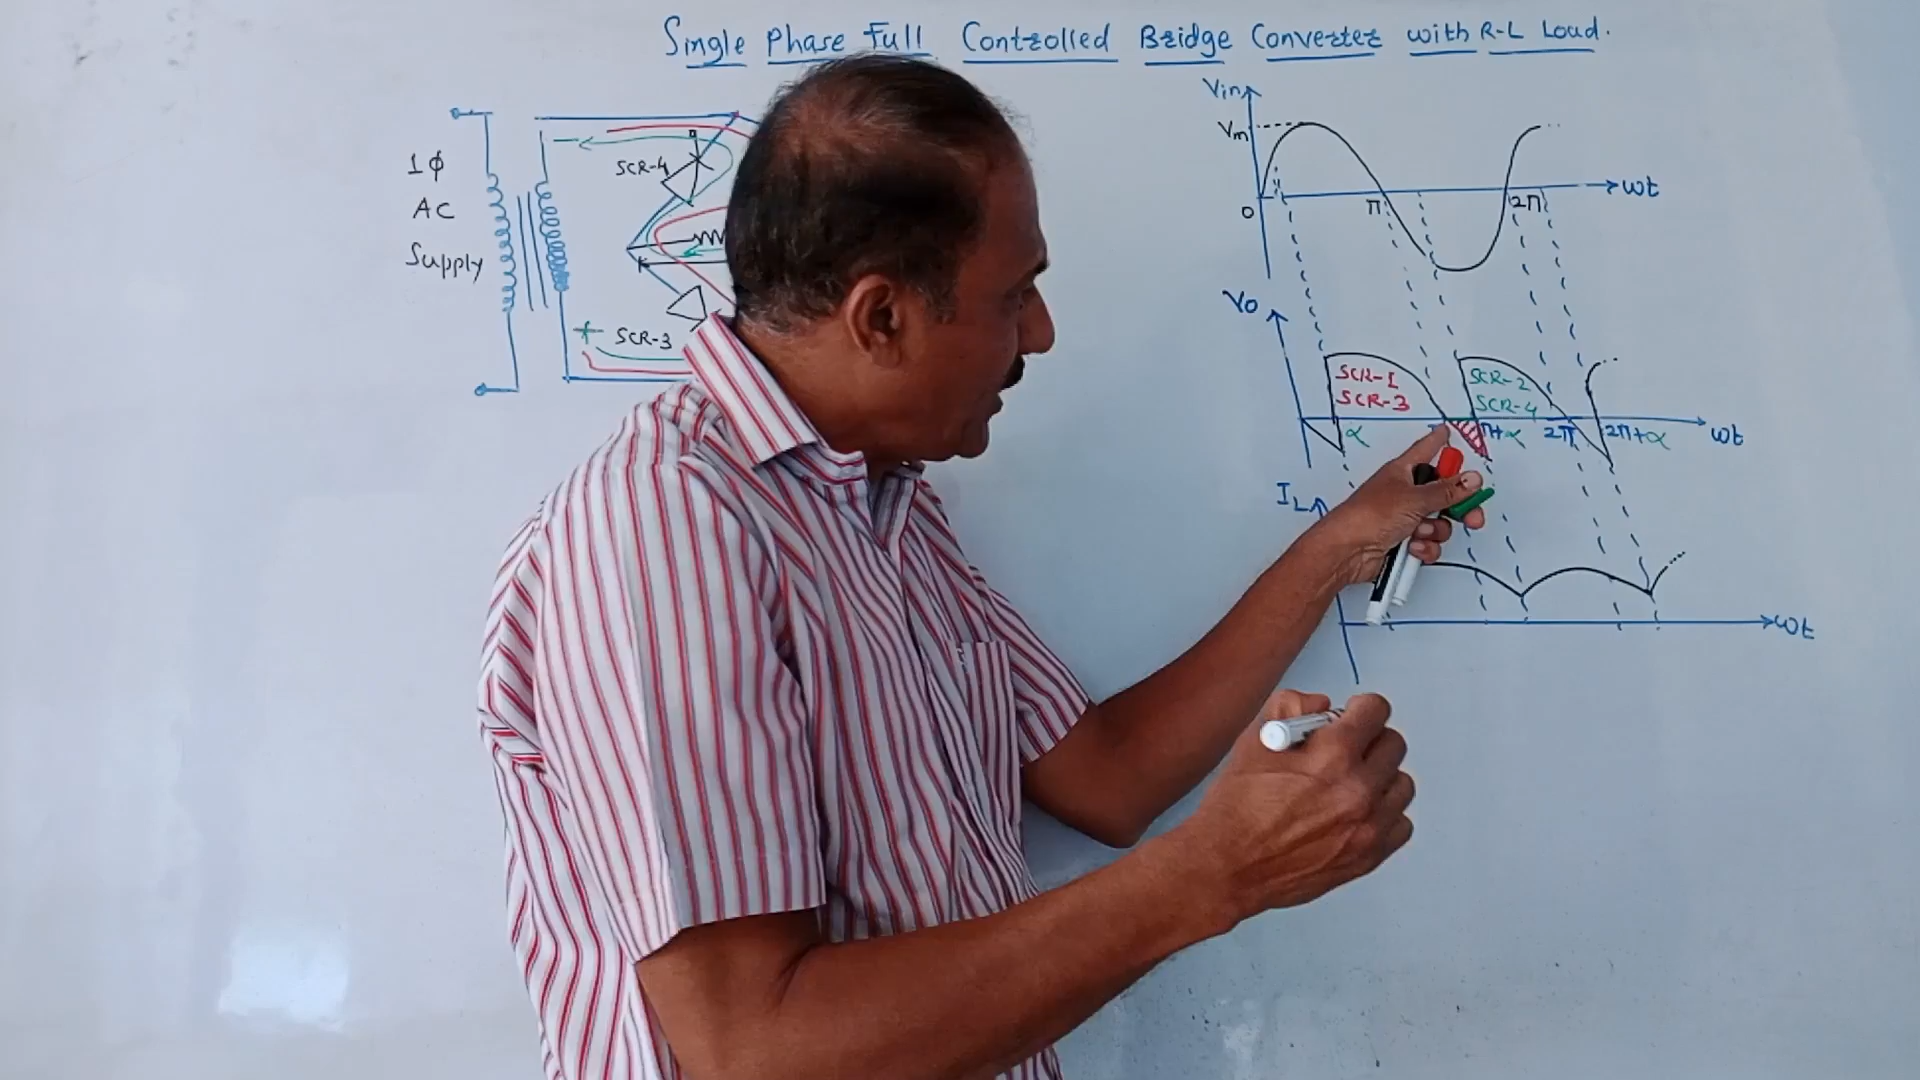 Single Phase Full Controlled Bridge Converter with R-L Load.
1ϕ
AC
Supply
SCR-4
+
SCR-3
Vin
Vm
0
π
2π
ωt
Vo
SCR-1
SCR-3
SCR-2
SCR-4
α
π+α
2π
2π+α
ωt
IL
ωt